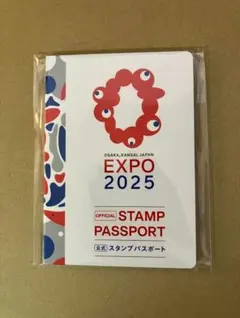 OSAKA, KANSAI, JAPAN
EXPO
2025
OFFICIAL STAMP
PASSPORT
公式 スタンプパスポート